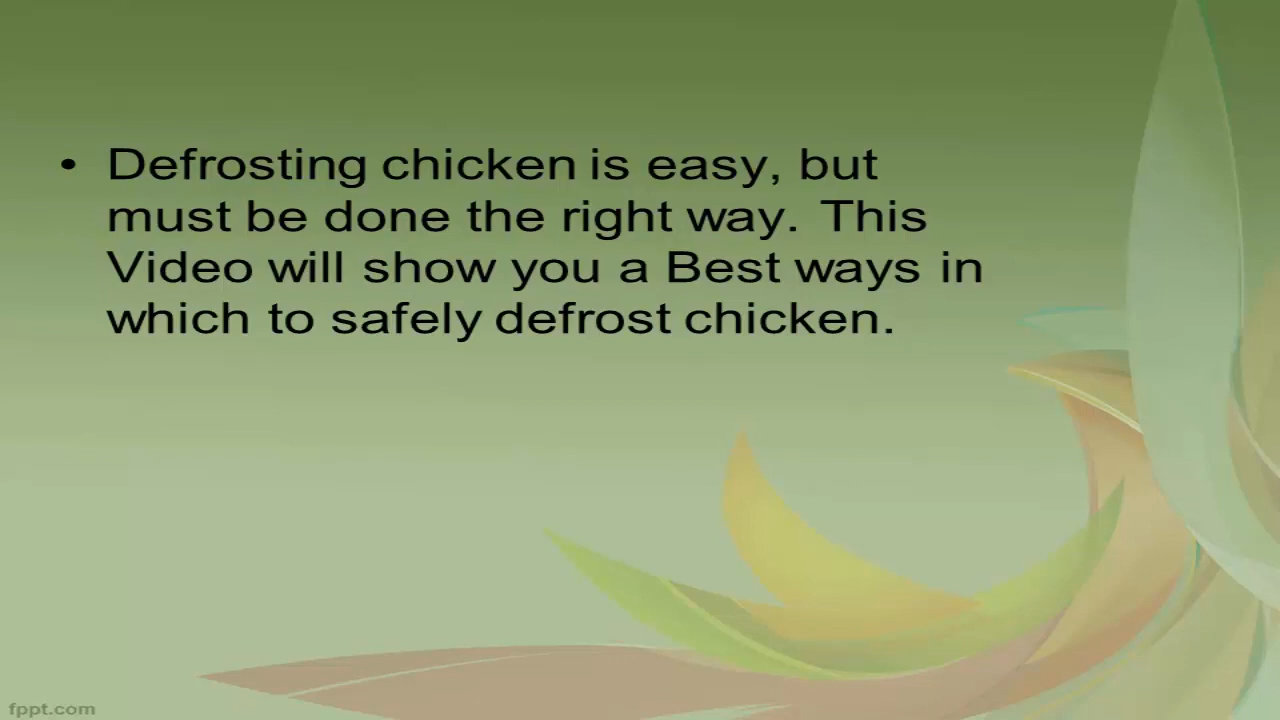 • Defrosting chicken is easy, but
must be done the right way. This
Video will show you a Best ways in
which to safely defrost chicken.
fppt.com